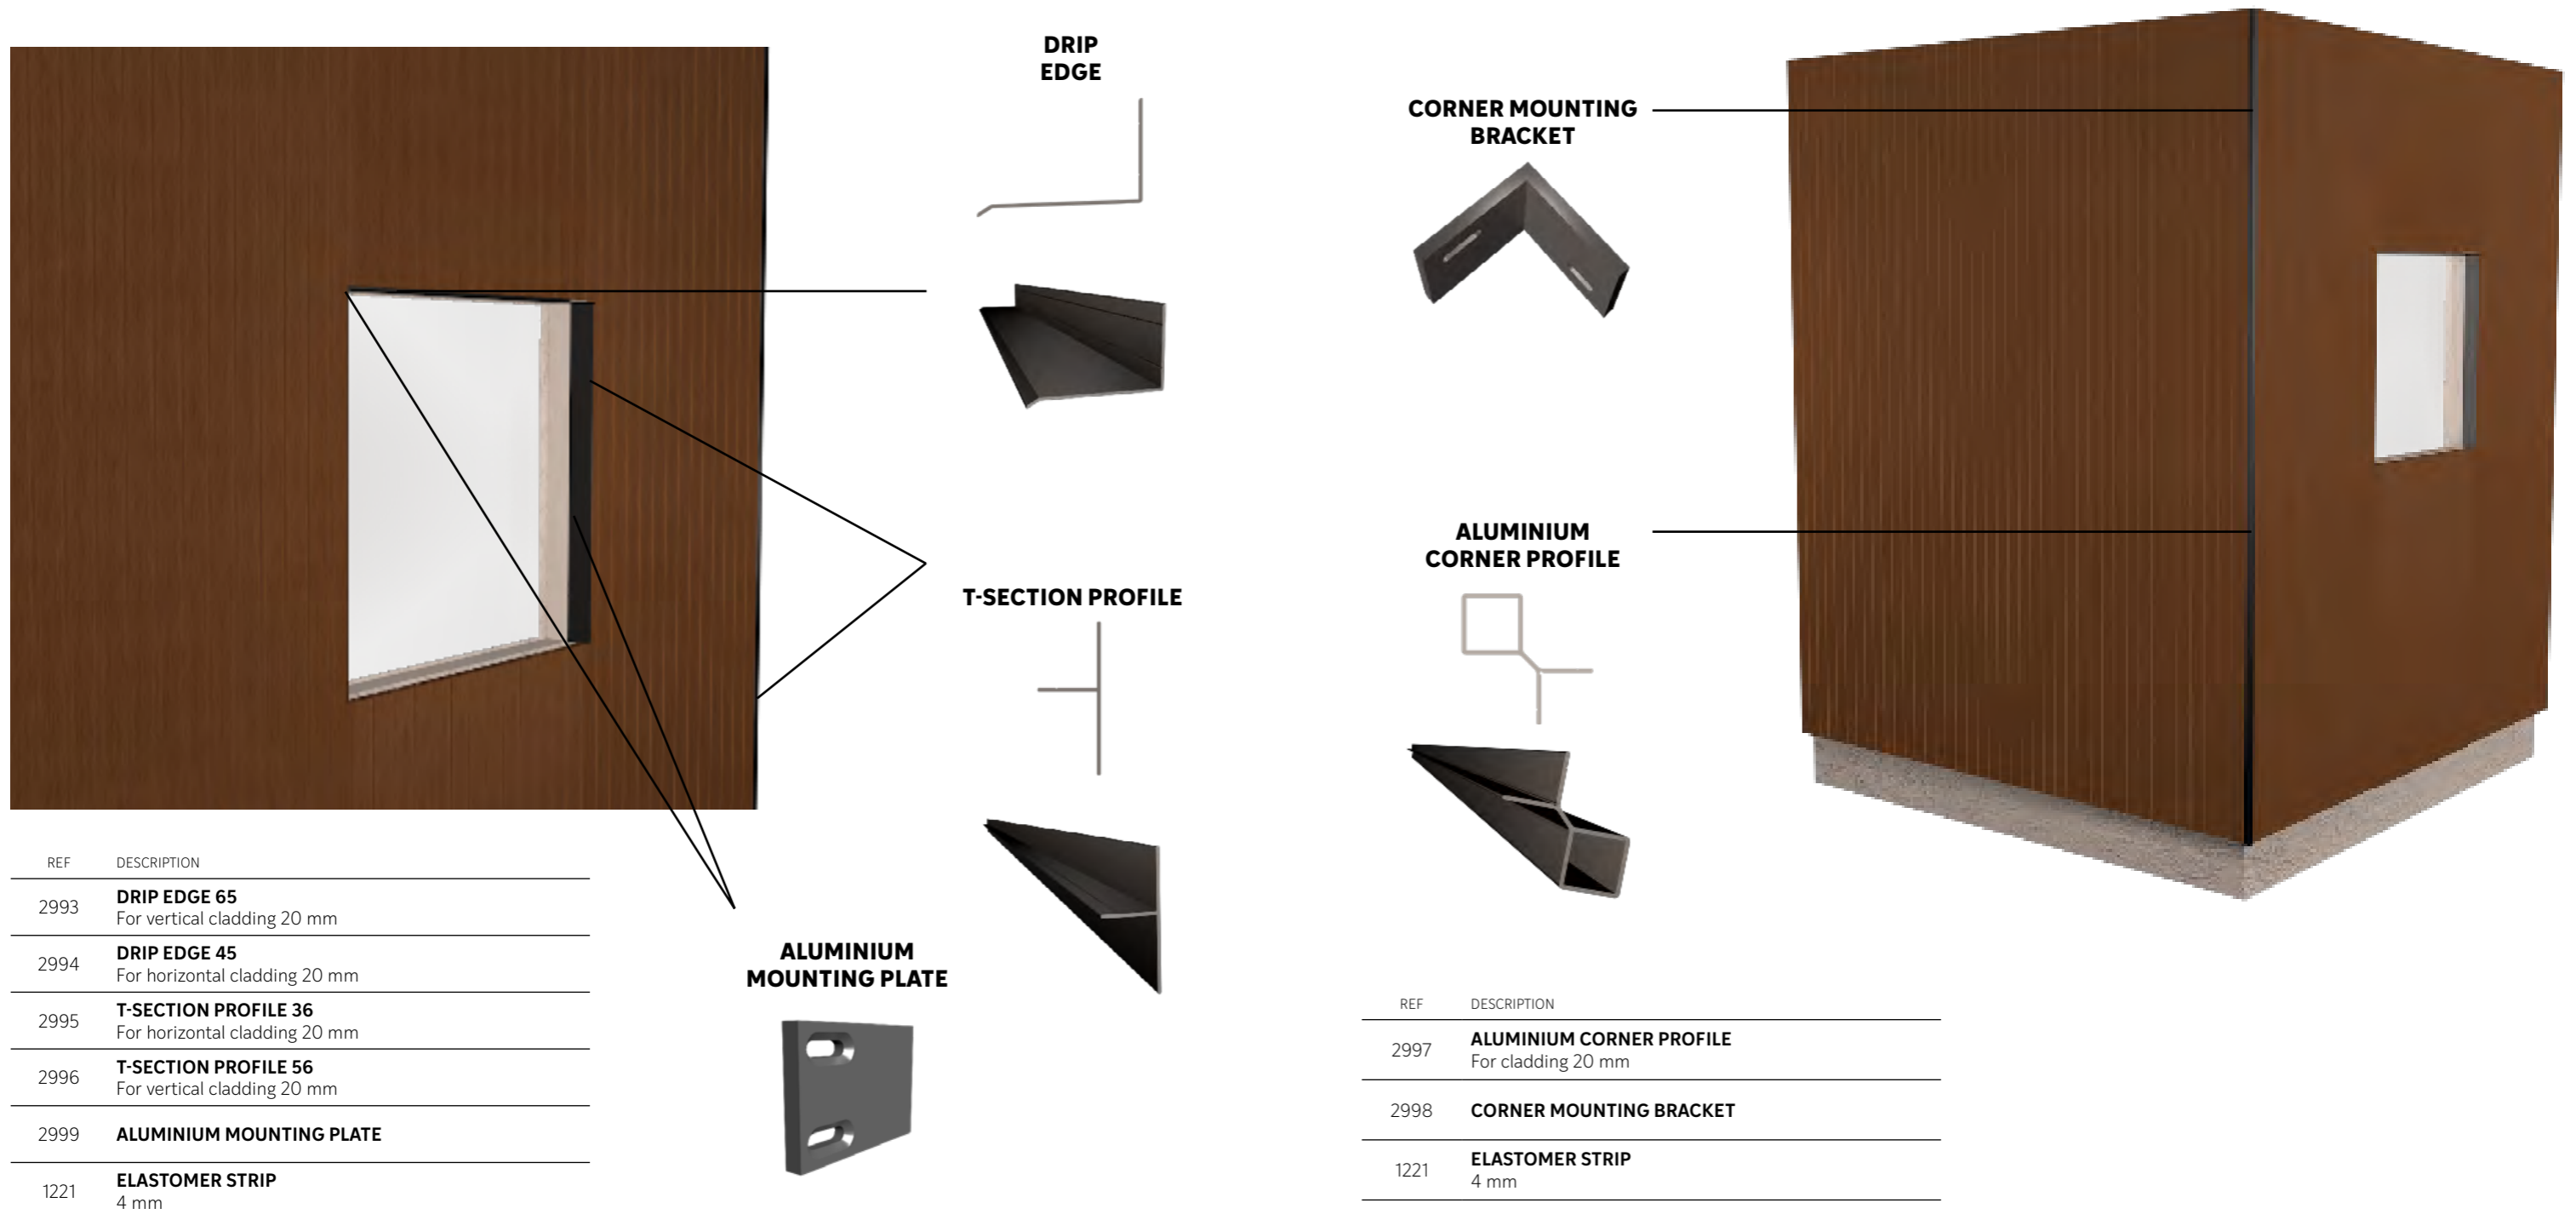 DRIP
EDGE
CORNER MOUNTING
BRACKET
ALUMINIUM
CORNER PROFILE
T-SECTION PROFILE
ALUMINIUM
MOUNTING PLATE
REF DESCRIPTION
2993 DRIP EDGE 65
For vertical cladding 20 mm
2994 DRIP EDGE 45
For horizontal cladding 20 mm
2995 T-SECTION PROFILE 36
For horizontal cladding 20 mm
2996 T-SECTION PROFILE 56
For vertical cladding 20 mm
2999 ALUMINIUM MOUNTING PLATE
1221 ELASTOMER STRIP
4 mm
REF DESCRIPTION
2997 ALUMINIUM CORNER PROFILE
For cladding 20 mm
2998 CORNER MOUNTING BRACKET
1221 ELASTOMER STRIP
4 mm